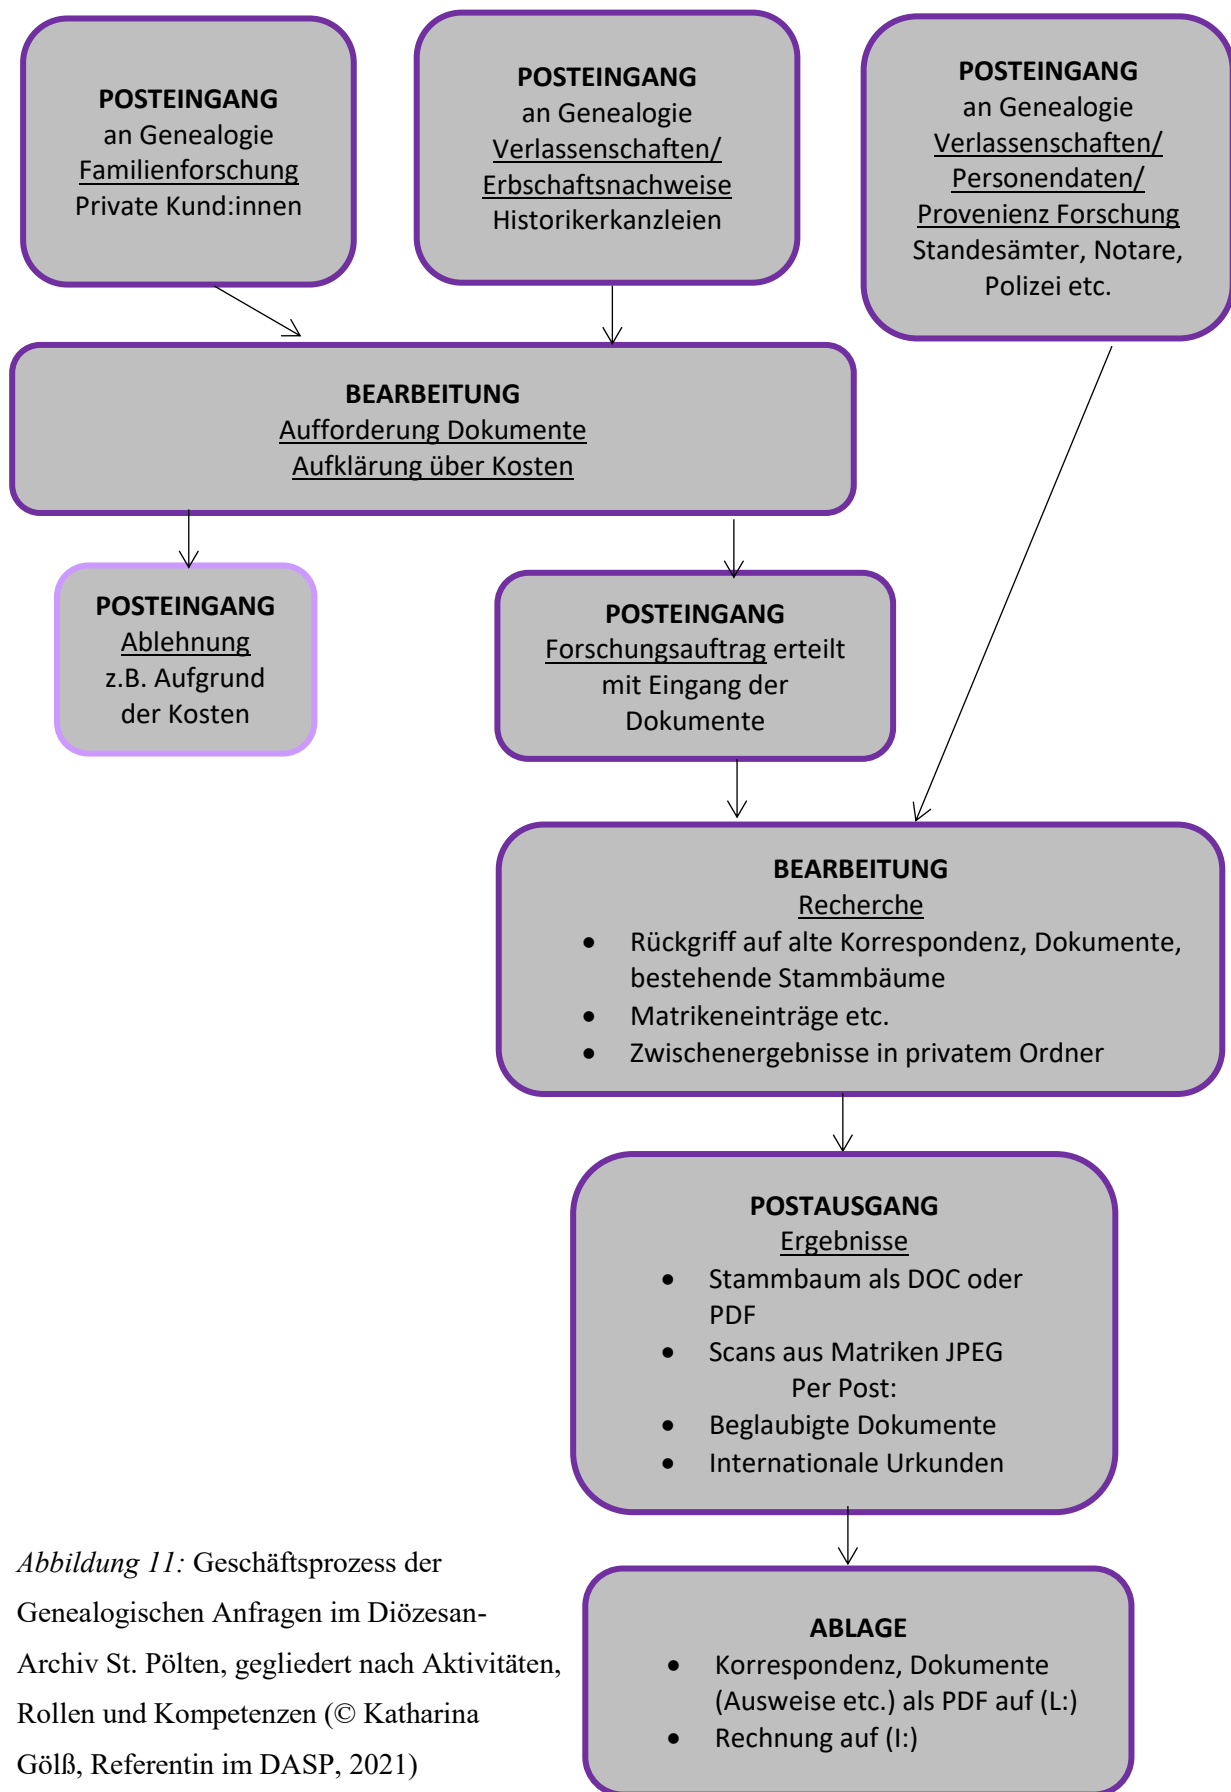 POSTEINGANG
an Genealogie
Familienforschung
Private Kund:innen
POSTEINGANG
an Genealogie
Verlassenschaften/
Erbschaftsnachweise
Historikerkanzleien
POSTEINGANG
an Genealogie
Verlassenschaften/
Personendaten/
Provenienz Forschung
Standesämter, Notare,
Polizei etc.
BEARBEITUNG
Aufforderung Dokumente
Aufklärung über Kosten
POSTEINGANG
Ablehnung
z.B. Aufgrund
der Kosten
POSTEINGANG
Forschungsauftrag erteilt
mit Eingang der
Dokumente
BEARBEITUNG
Recherche
• Rückgriff auf alte Korrespondenz, Dokumente,
bestehende Stammbäume
• Matrikeneinträge etc.
• Zwischenergebnisse in privatem Ordner
POSTAUSGANG
Ergebnisse
• Stammbaum als DOC oder
PDF
• Scans aus Matriken JPEG
Per Post:
• Beglaubigte Dokumente
• Internationale Urkunden
ABLAGE
• Korrespondenz, Dokumente
(Ausweise etc.) als PDF auf (L:)
• Rechnung auf (I:)
Abbildung 11: Geschäftsprozess der
Genealogischen Anfragen im Diözesan-
Archiv St. Pölten, gegliedert nach Aktivitäten,
Rollen und Kompetenzen (© Katharina
Gölß, Referentin im DASP, 2021)